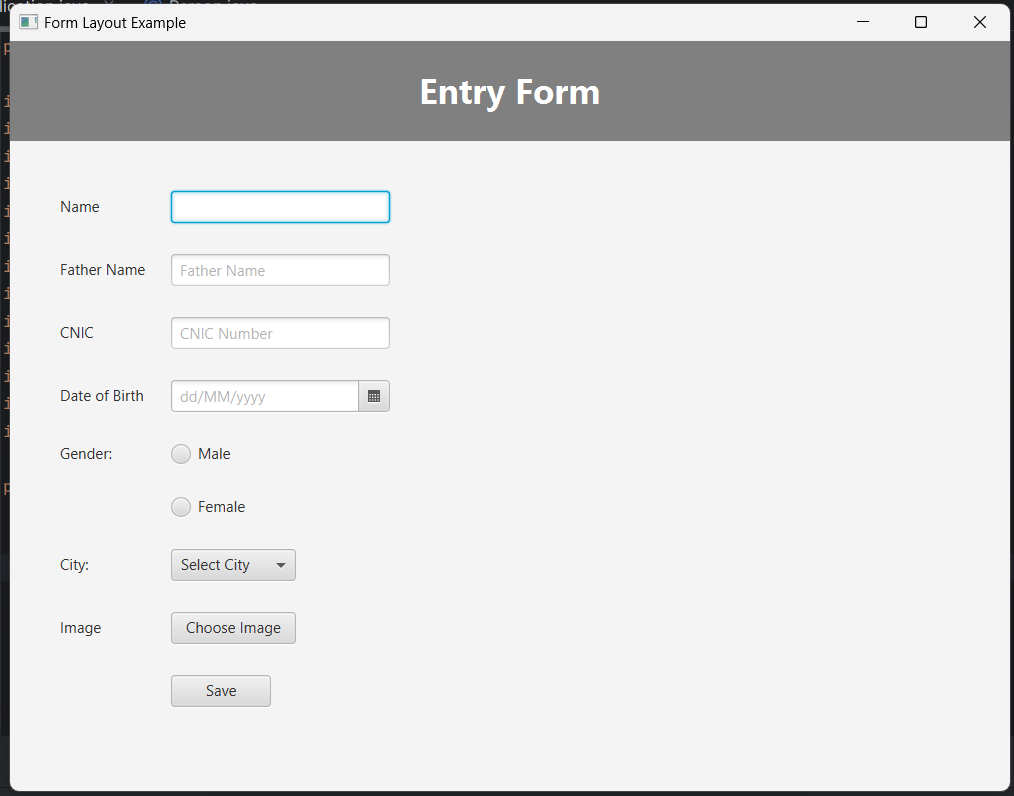 Form Layout Example
Entry Form
Name
Father Name Father Name
CNIC CNIC Number
Date of Birth dd/MM/yyyy
Gender: Male
Female
City: Select City
Image Choose Image
Save